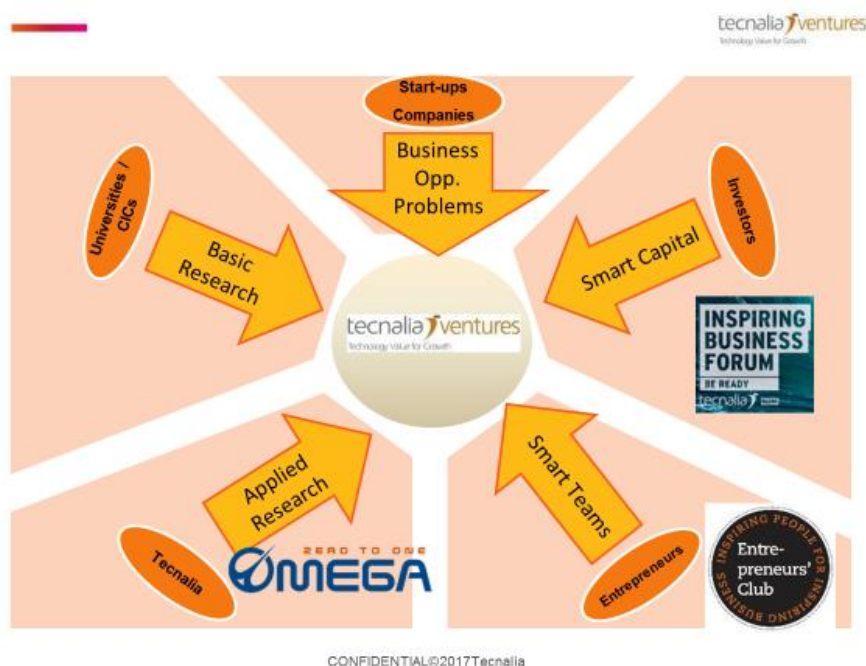 tecnalia ventures
Technology Value for Growth
Start-ups
Companies
Business
Opp.
Problems
Universities /
CICs
Basic
Research
Investors
Smart Capital
tecnalia ventures
Technology Value for Growth
INSPIRING
BUSINESS
FORUM
BE READY
tecnalia
Applied
Research
Tecnalia
ZERO TO ONE
OMEGA
Smart Teams
Entrepreneurs
INSPIRING PEOPLE FOR INSPIRING BUSINESS
Entre-
preneurs'
Club
CONFIDENTIAL©2017Tecnalia